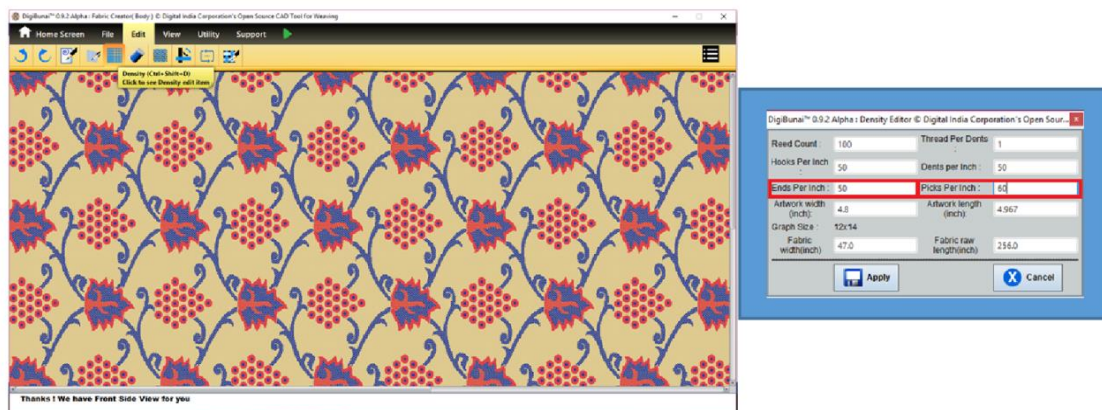 DigiBunai™ 0.9.2 Alpha : Fabric Creator( Body ) © Digital India Corporation's Open Source CAD Tool for Weaving
Home Screen File Edit View Utility Support
Density (Ctrl+Shift+D)
Click to see Density edit item
Thanks ! We have Front Side View for you
DigiBunai™ 0.9.2 Alpha : Density Editor © Digital India Corporation's Open Sour...
Reed Count : 100 Thread Per Dents : 1
Hooks Per Inch : 50 Dents per Inch : 50
Ends Per Inch : 50 Picks Per Inch : 60
Artwork width (inch): 4.8 Artwork length (inch): 4.967
Graph Size : 12x14
Fabric width(inch) 47.0 Fabric raw length(inch) 256.0
Apply Cancel